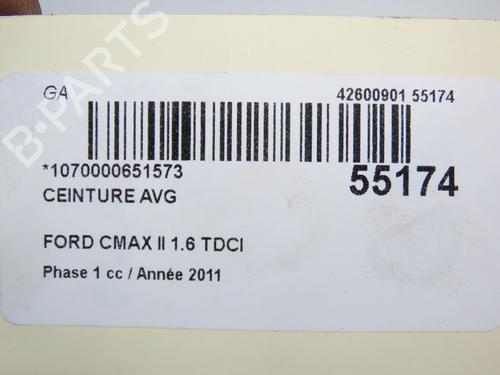 GA
42600901 55174
*1070000651573
55174
CEINTURE AVG
FORD CMAX II 1.6 TDCI
Phase 1 cc / Année 2011
B-PARTS